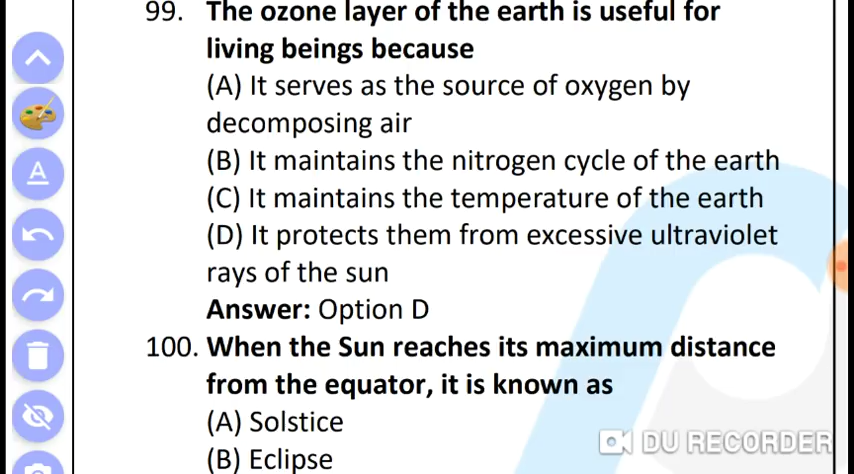 99. The ozone layer of the earth is useful for
living beings because
(A) It serves as the source of oxygen by
decomposing air
(B) It maintains the nitrogen cycle of the earth
(C) It maintains the temperature of the earth
(D) It protects them from excessive ultraviolet
rays of the sun
Answer: Option D
100. When the Sun reaches its maximum distance
from the equator, it is known as
(A) Solstice
(B) Eclipse
A
DU RECORDER